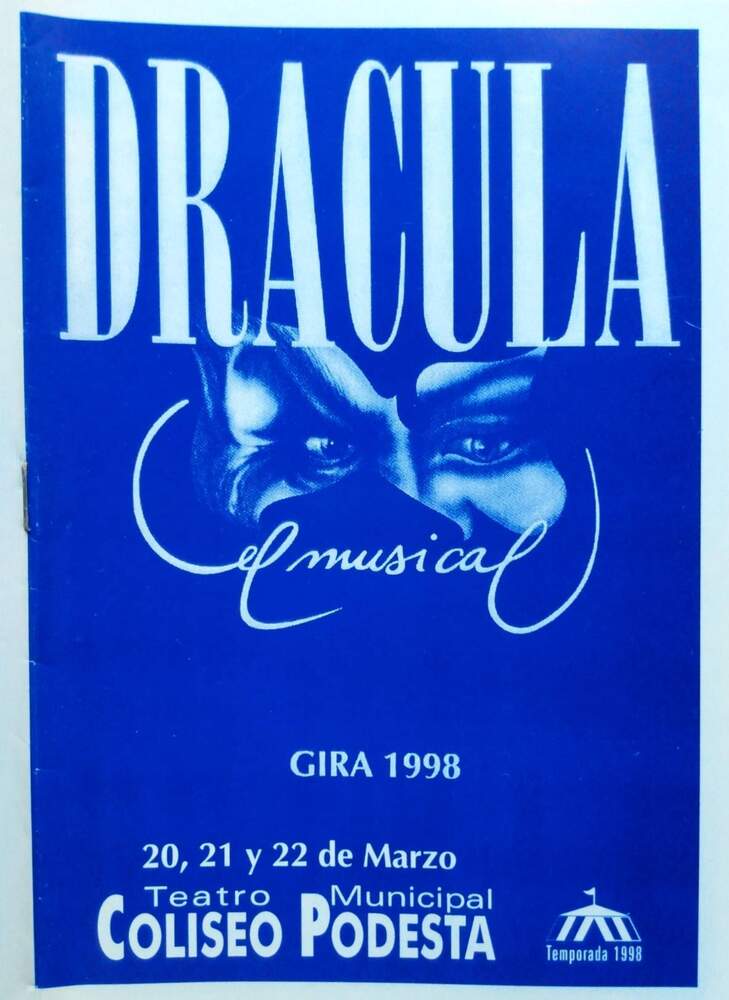 DRACULA
el musical
GIRA 1998
20, 21 y 22 de Marzo
Teatro Municipal
COLISEO PODESTA
Temporada 1998